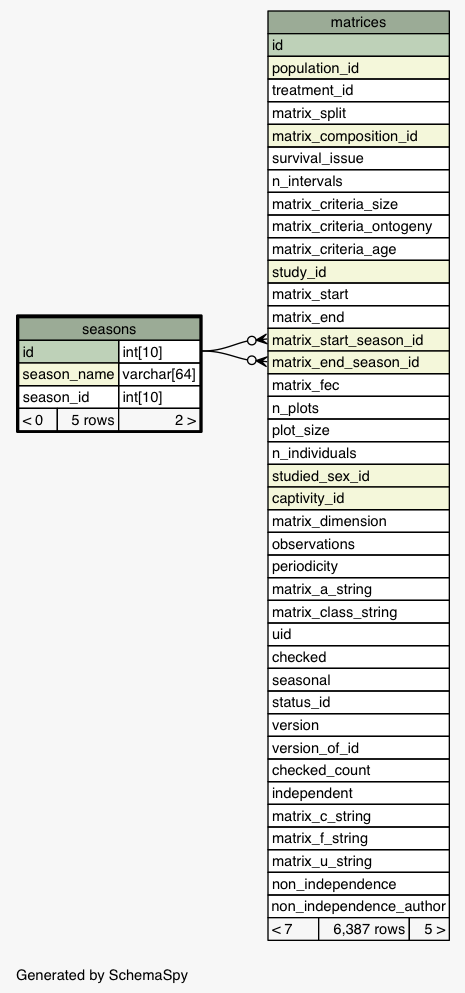 matrices
id
population_id
treatment_id
matrix_split
matrix_composition_id
survival_issue
n_intervals
matrix_criteria_size
matrix_criteria_ontogeny
matrix_criteria_age
study_id
matrix_start
matrix_end
matrix_start_season_id
matrix_end_season_id
matrix_fec
n_plots
plot_size
n_individuals
studied_sex_id
captivity_id
matrix_dimension
observations
periodicity
matrix_a_string
matrix_class_string
uid
checked
seasonal
status_id
version
version_of_id
checked_count
independent
matrix_c_string
matrix_f_string
matrix_u_string
non_independence
non_independence_author
< 7 6,387 rows 5 >
seasons
id int[10]
season_name varchar[64]
season_id int[10]
< 0 5 rows 2 >
Generated by SchemaSpy